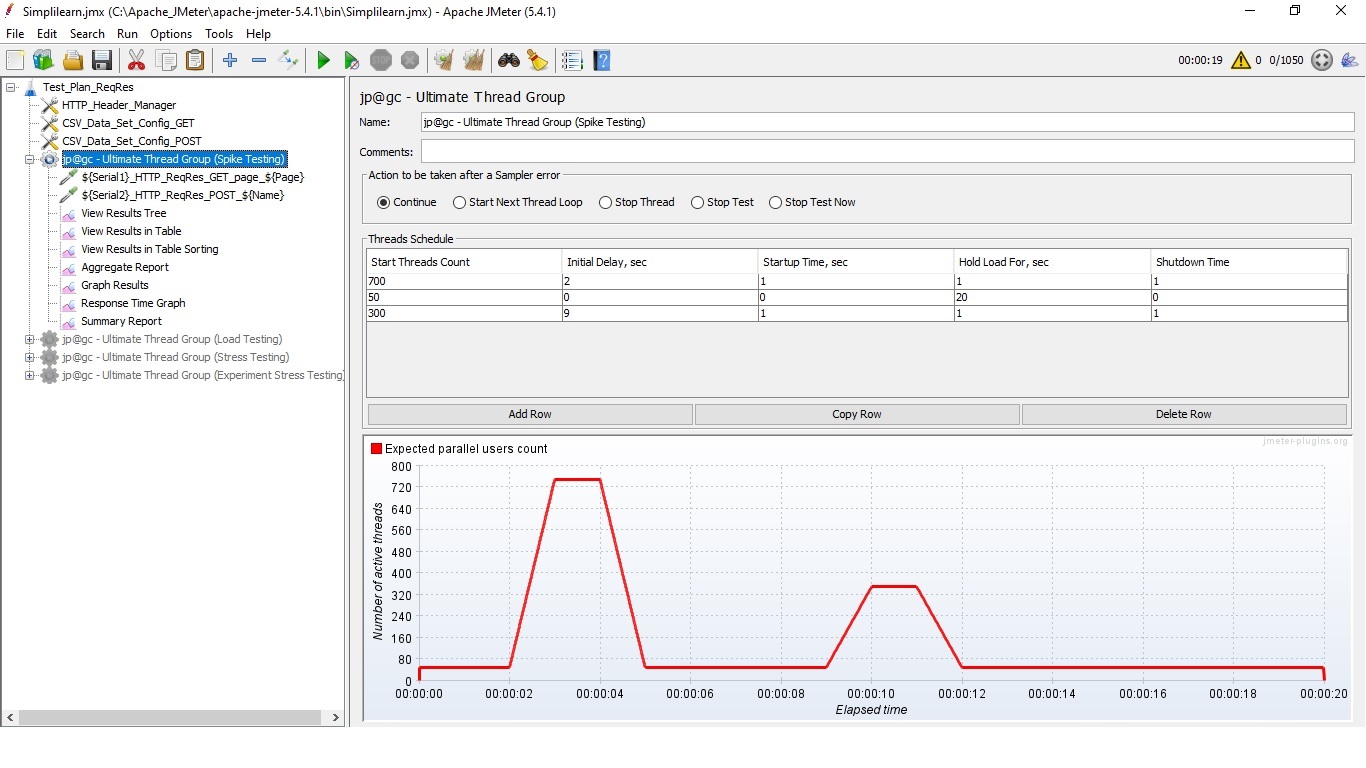 Simplilearn.jmx (C:\Apache_JMeter\apache-jmeter-5.4.1\bin\Simplilearn.jmx) - Apache JMeter (5.4.1)
File Edit Search Run Options Tools Help
00:00:19 0 0/1050
Test_Plan_ReqRes
HTTP_Header_Manager
CSV_Data_Set_Config_GET
CSV_Data_Set_Config_POST
jp@gc - Ultimate Thread Group (Spike Testing)
${Serial1}_HTTP_ReqRes_GET_page_${Page}
${Serial2}_HTTP_ReqRes_POST_${Name}
View Results Tree
View Results in Table
View Results in Table Sorting
Aggregate Report
Graph Results
Response Time Graph
Summary Report
jp@gc - Ultimate Thread Group (Load Testing)
jp@gc - Ultimate Thread Group (Stress Testing)
jp@gc - Ultimate Thread Group (Experiment Stress Testing)
jp@gc - Ultimate Thread Group
Name: jp@gc - Ultimate Thread Group (Spike Testing)
Comments:
Action to be taken after a Sampler error
Continue Start Next Thread Loop Stop Thread Stop Test Stop Test Now
Threads Schedule
Start Threads Count Initial Delay, sec Startup Time, sec Hold Load For, sec Shutdown Time
700 2 1 1 1
50 0 0 20 0
300 9 1 1 1
Add Row Copy Row Delete Row
jmeter-plugins.org
Expected parallel users count
800
720
640
560
480
400
320
240
160
80
0
Number of active threads
00:00:00 00:00:02 00:00:04 00:00:06 00:00:08 00:00:10 00:00:12 00:00:14 00:00:16 00:00:18 00:00:20
Elapsed time